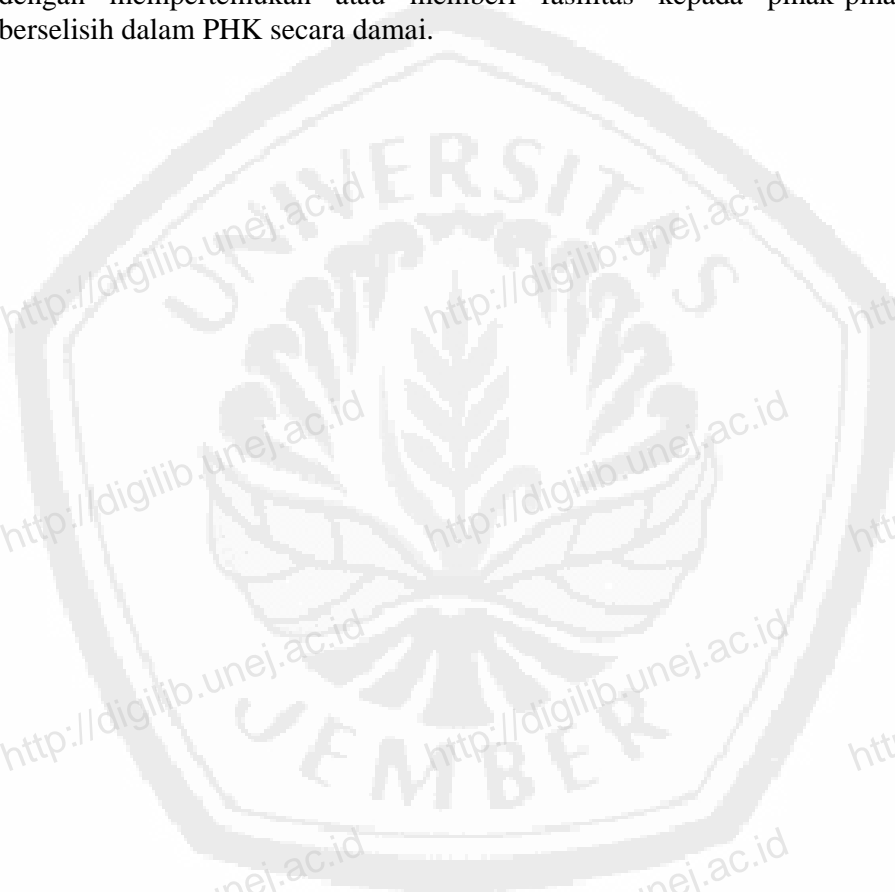 dengan mempertemukan atau memberi fasilitas kepada
berselisih dalam PHK secara damai.
UNIVERSITAS
http://digilib.unej.ac.id
http://digilib.unej.ac.id
http://digilib.unej.ac.id
http://digilib.unej.ac.id
http://digilib.unej.ac.id
http://digilib.unej.ac.id
JEMBER